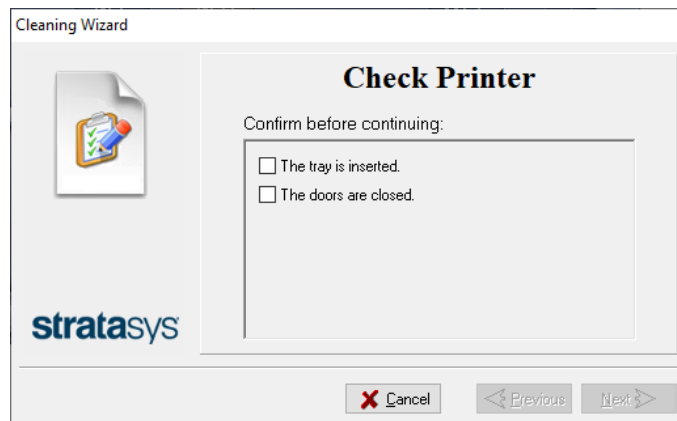 Cleaning Wizard
Check Printer
Confirm before continuing:
The tray is inserted.
The doors are closed.
stratasys
Cancel
Previous
Next